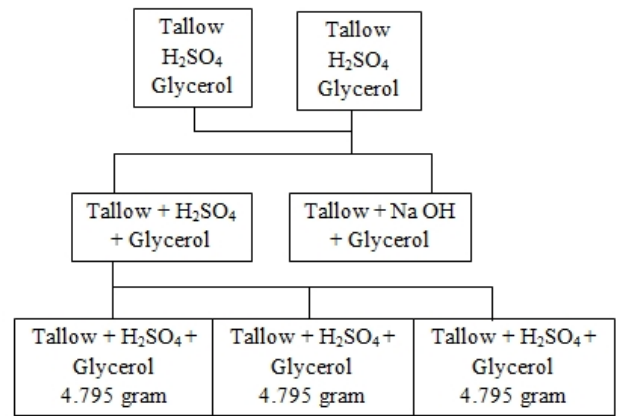 Tallow
H₂SO₄
Glycerol
Tallow
H₂SO₄
Glycerol
Tallow + H₂SO₄
+ Glycerol
Tallow + Na OH
+ Glycerol
Tallow + H₂SO₄ +
Glycerol
4.795 gram
Tallow + H₂SO₄ +
Glycerol
4.795 gram
Tallow + H₂SO₄ +
Glycerol
4.795 gram